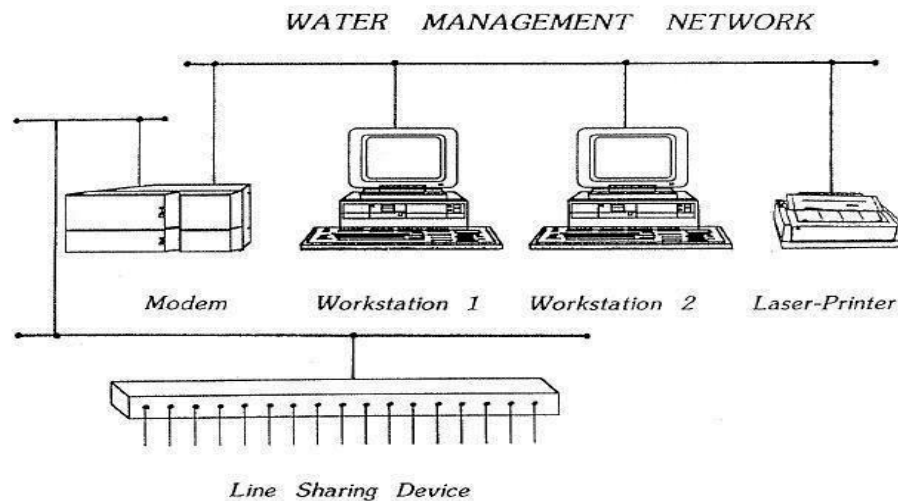 WATER MANAGEMENT NETWORK
Modem Workstation 1 Workstation 2 Laser-Printer
Line Sharing Device